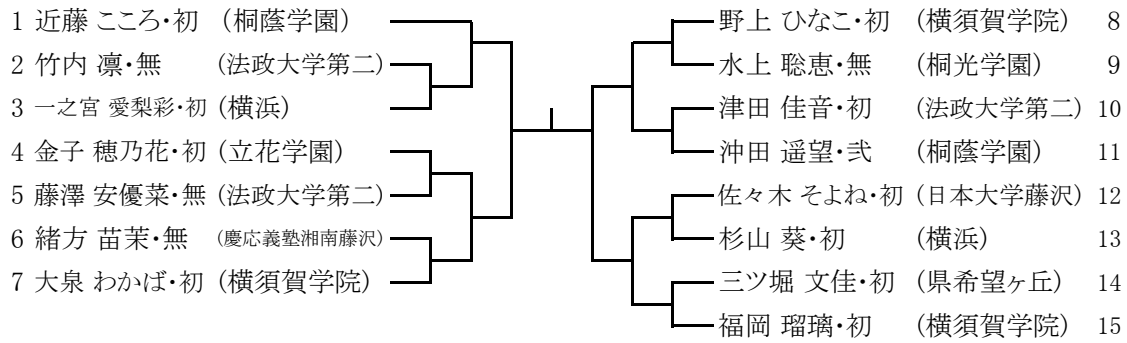 1 近藤 こころ・初 (桐蔭学園)
2 竹内 凛・無 (法政大学第二)
3 一之宮 愛梨彩・初 (横浜)
4 金子 穂乃花・初 (立花学園)
5 藤澤 安優菜・無 (法政大学第二)
6 緒方 苗茉・無 (慶応義塾湘南藤沢)
7 大泉 わかば・初 (横須賀学院)
野上 ひなこ・初 (横須賀学院) 8
水上 聡恵・無 (桐光学園) 9
津田 佳音・初 (法政大学第二) 10
沖田 遥望・弐 (桐蔭学園) 11
佐々木 そよね・初 (日本大学藤沢) 12
杉山 葵・初 (横浜) 13
三ツ堀 文佳・初 (県希望ヶ丘) 14
福岡 瑠璃・初 (横須賀学院) 15